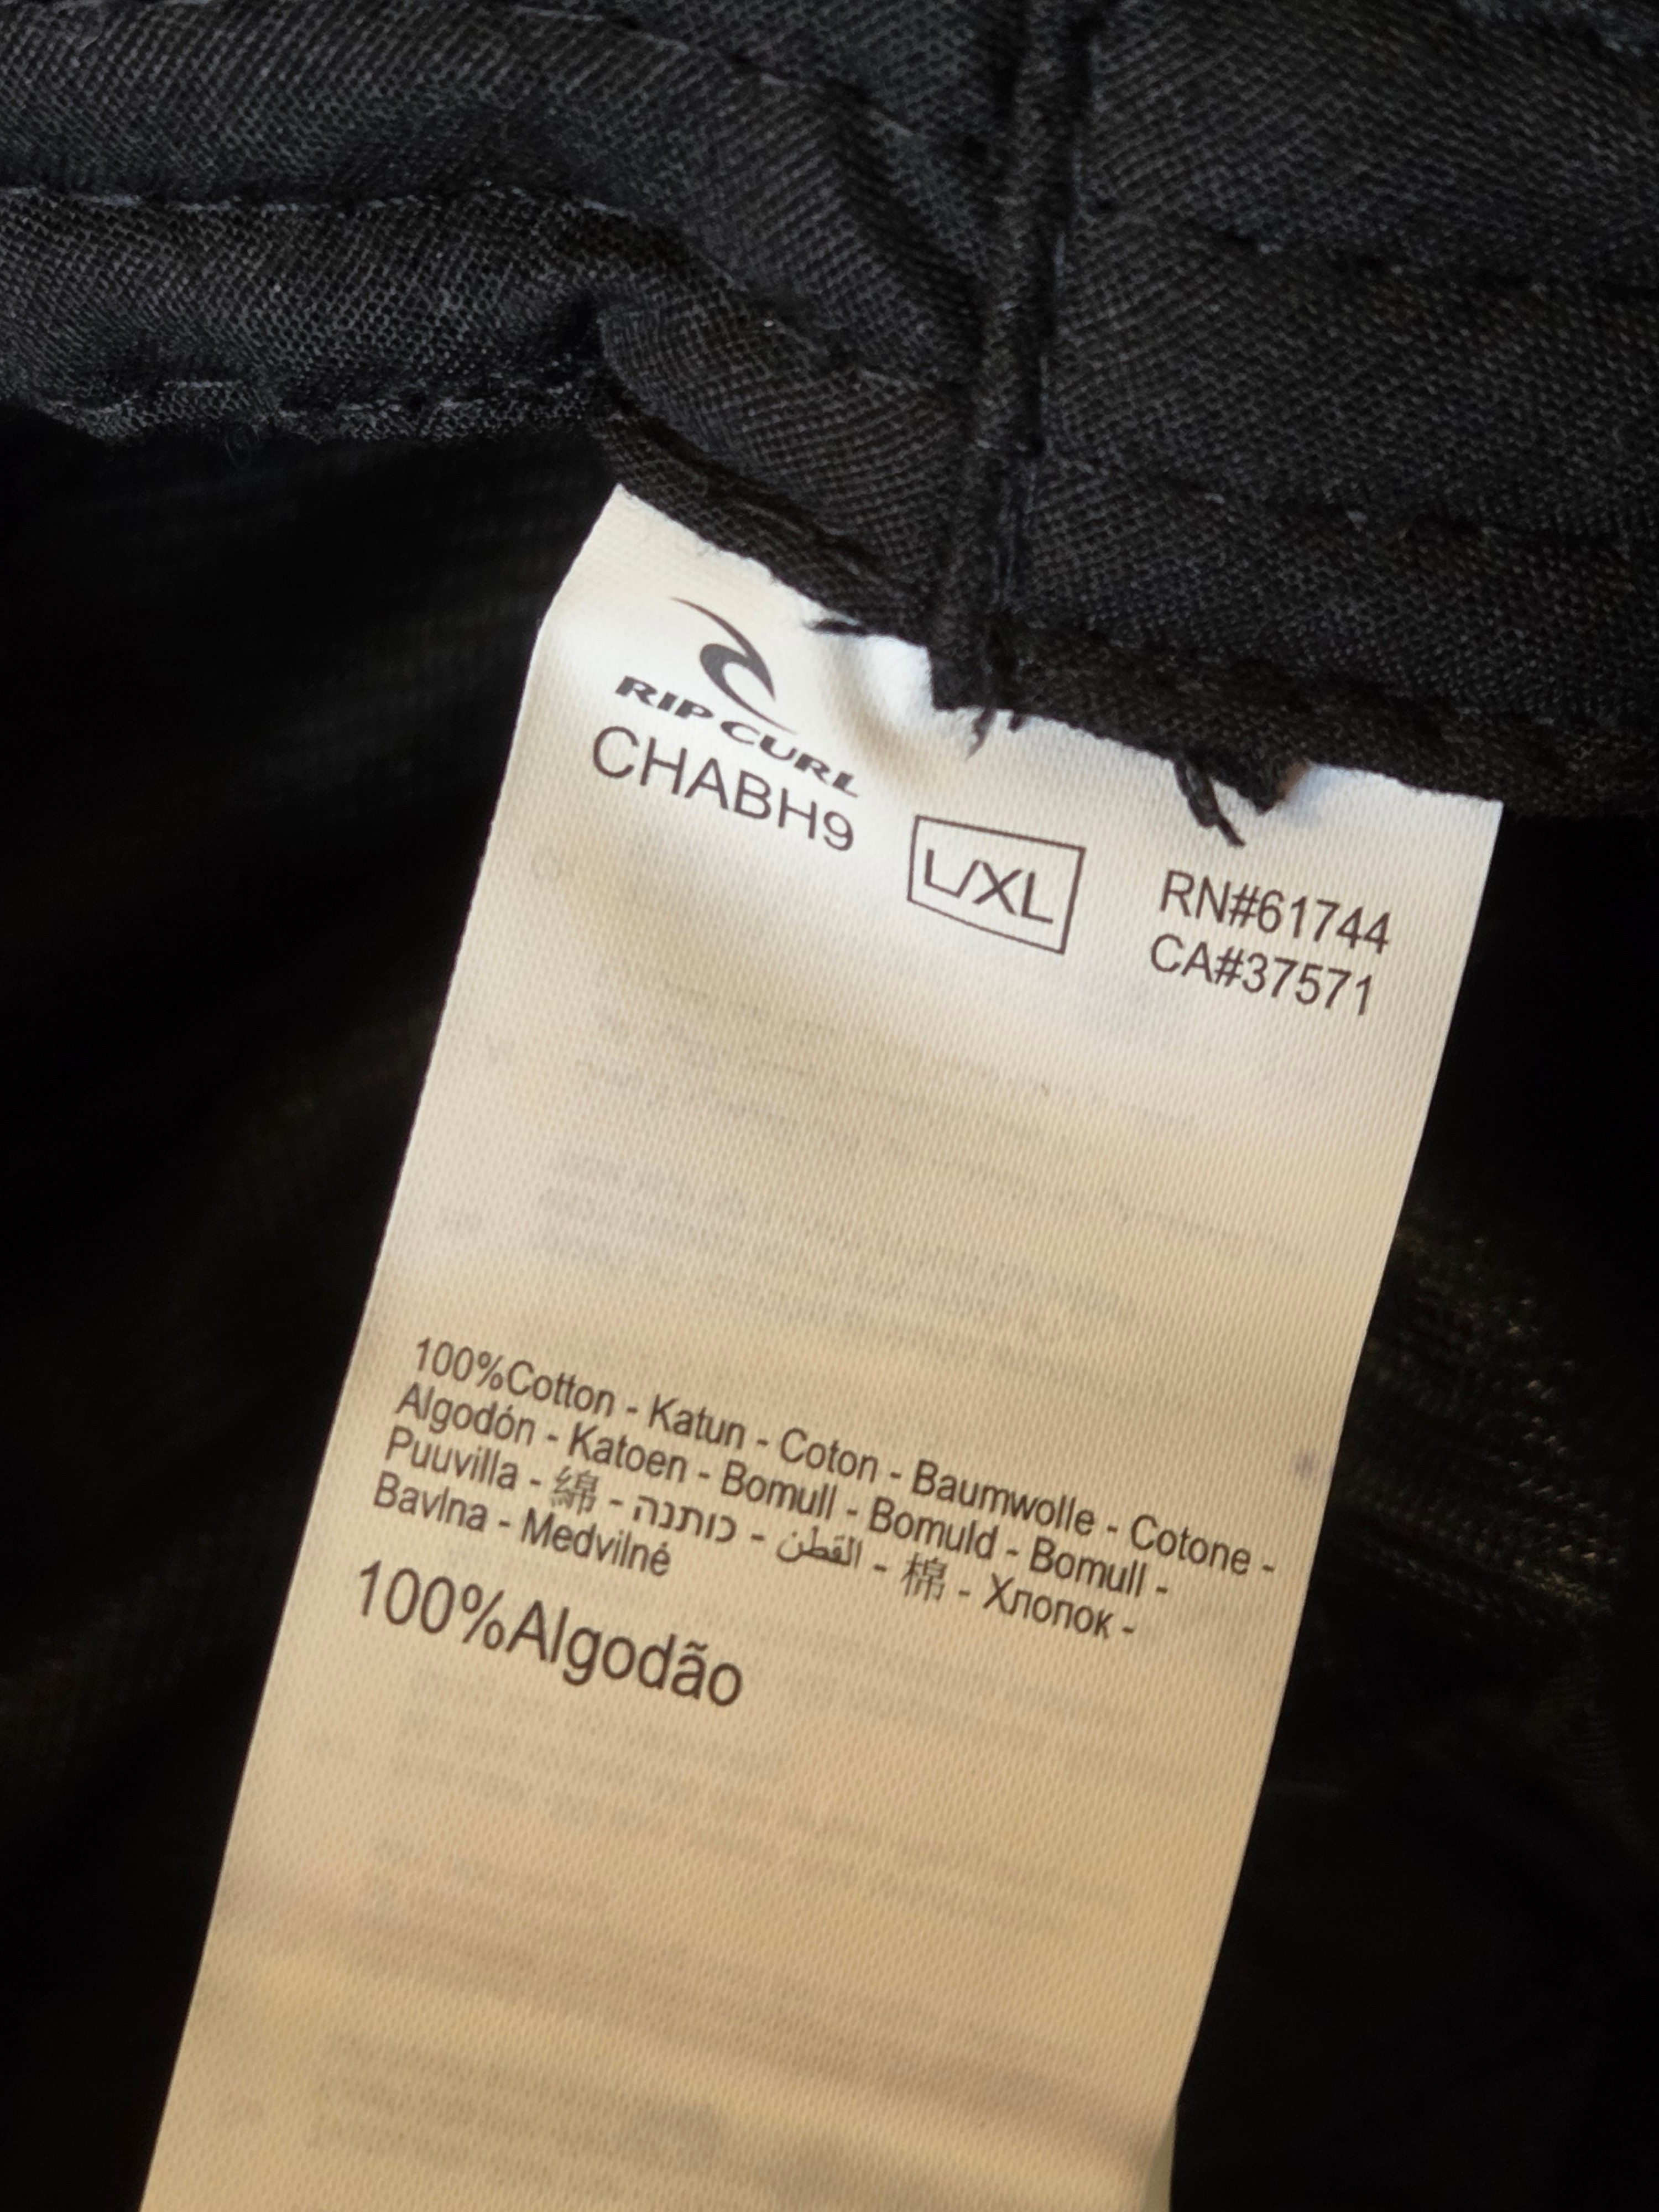 RIP CURL
CHABH9
L/XL
RN#61744
CA#37571
100%Cotton - Katun - Coton - Baumwolle - Cotone -
Algodón - Katoen - Bomull - Bomuld - Bomull -
Puuvilla - 綿 - כותנה - القطن - 棉 - Хлопок -
Bavlna - Medvilnė
100%Algodão